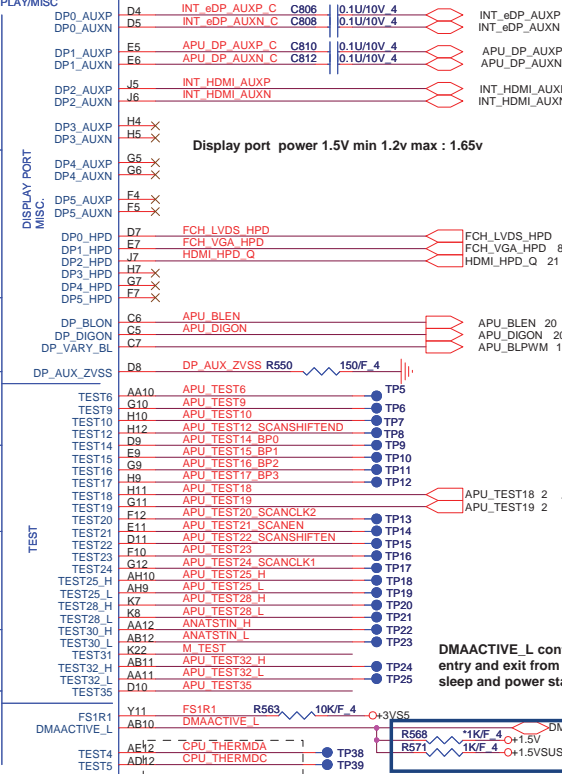 PLAY/MISC
DP0_AUXP D4 INT_eDP_AUXP_C C806 0.1U/10V_4 INT_eDP_AUXP
DP0_AUXN D5 INT_eDP_AUXN_C C808 0.1U/10V_4 INT_eDP_AUXN
DP1_AUXP E5 APU_DP_AUXP_C C810 0.1U/10V_4 APU_DP_AUXP
DP1_AUXN E6 APU_DP_AUXN_C C812 0.1U/10V_4 APU_DP_AUXN
DP2_AUXP J5 INT_HDMI_AUXP INT_HDMI_AUXP
DP2_AUXN J6 INT_HDMI_AUXN INT_HDMI_AUXN
DP3_AUXP H4
DP3_AUXN H5
Display port power 1.5V min 1.2v max : 1.65v
DP4_AUXP G5
DP4_AUXN G6
DP5_AUXP F4
DP5_AUXN F5
DISPLAY PORT
MISC.
DP0_HPD D7 FCH_LVDS_HPD FCH_LVDS_HPD
DP1_HPD E7 FCH_VGA_HPD FCH_VGA_HPD 8
DP2_HPD J7 HDMI_HPD_Q HDMI_HPD_Q 21
DP3_HPD H7
DP4_HPD G7
DP5_HPD F7
DP_BLON C6 APU_BLEN APU_BLEN 20
DP_DIGON C5 APU_DIGON APU_DIGON 20
DP_VARY_BL C7 APU_BLPWM 1
DP_AUX_ZVSS D8 DP_AUX_ZVSS R550 150/F_4
TEST
TEST6 AA10 APU_TEST6 TP5
TEST9 G10 APU_TEST9 TP6
TEST10 H10 APU_TEST10 TP7
TEST12 H12 APU_TEST12_SCANSHIFTEND TP8
TEST14 D9 APU_TEST14_BP0 TP9
TEST15 E9 APU_TEST15_BP1 TP10
TEST16 G9 APU_TEST16_BP2 TP11
TEST17 H9 APU_TEST17_BP3 TP12
TEST18 H11 APU_TEST18 APU_TEST18 2
TEST19 G11 APU_TEST19 APU_TEST19 2
TEST20 F12 APU_TEST20_SCANCLK2 TP13
TEST21 E11 APU_TEST21_SCANEN TP14
TEST22 D11 APU_TEST22_SCANSHIFTEN TP15
TEST23 F10 APU_TEST23 TP16
TEST24 G12 APU_TEST24_SCANCLK1 TP17
TEST25_H AH10 APU_TEST25_H TP18
TEST25_L AH9 APU_TEST25_L TP19
TEST28_H K7 APU_TEST28_H TP20
TEST28_L K8 APU_TEST28_L TP21
TEST30_H AA12 ANATSTIN_H TP22
TEST30_L AB12 ANATSTIN_L TP23
TEST31 K22 M_TEST
TEST32_H AB11 APU_TEST32_H TP24
TEST32_L AA11 APU_TEST32_L TP25
TEST35 D10 APU_TEST35
DMAACTIVE_L con
entry and exit from
sleep and power sta
FS1R1 Y11 FS1R1 R563 10K/F_4 +3VS5
DMAACTIVE_L AB10 DMAACTIVE_L DM
R568 *1K/F_4 +1.5V
R571 1K/F_4 +1.5VSUS
TEST4 AE12 CPU_THERMDA TP38
TEST5 AD12 CPU_THERMDC TP39